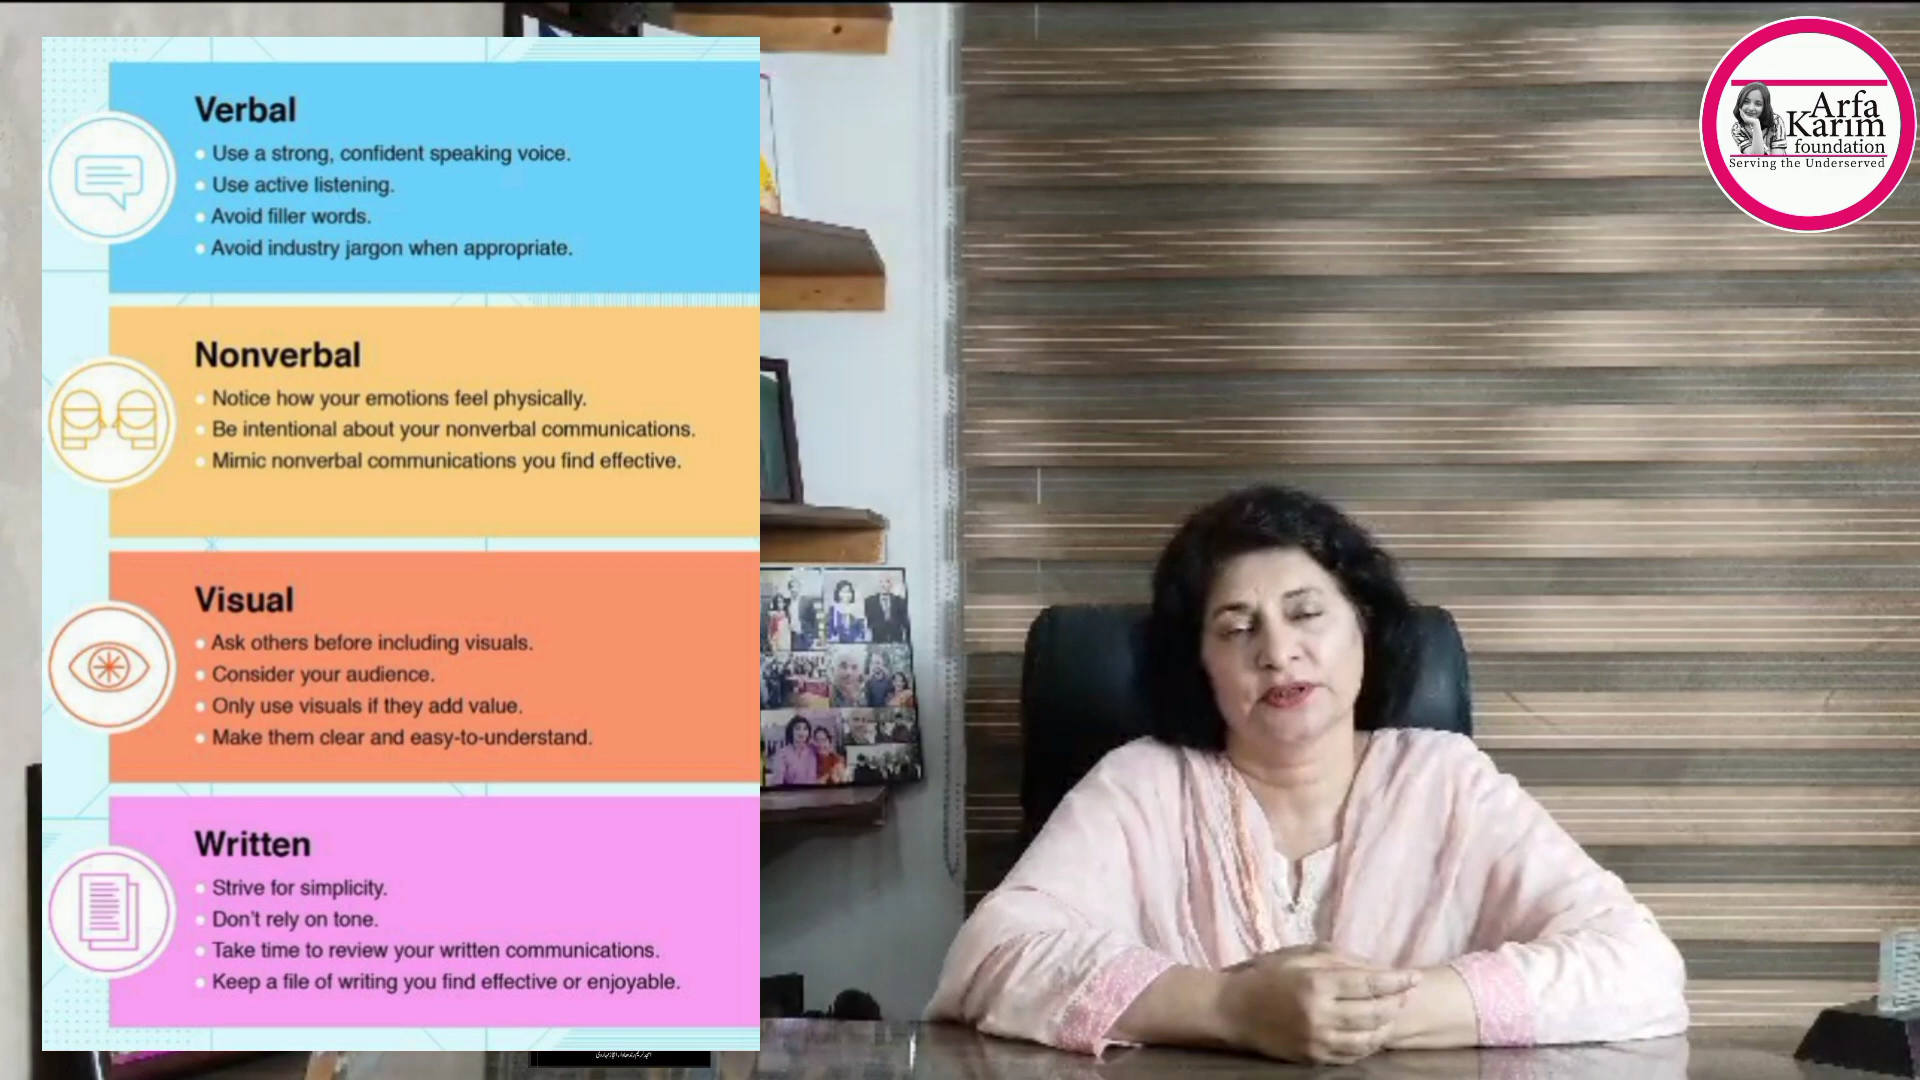 Verbal
Use a strong, confident speaking voice.
Use active listening.
Avoid filler words.
Avoid industry jargon when appropriate.
Nonverbal
Notice how your emotions feel physically.
Be intentional about your nonverbal communications.
Mimic nonverbal communications you find effective.
Visual
Ask others before including visuals.
Consider your audience.
Only use visuals if they add value.
Make them clear and easy-to-understand.
Written
Strive for simplicity.
Don't rely on tone.
Take time to review your written communications.
Keep a file of writing you find effective or enjoyable.
Arfa
Karim
foundation
Serving the Underserved